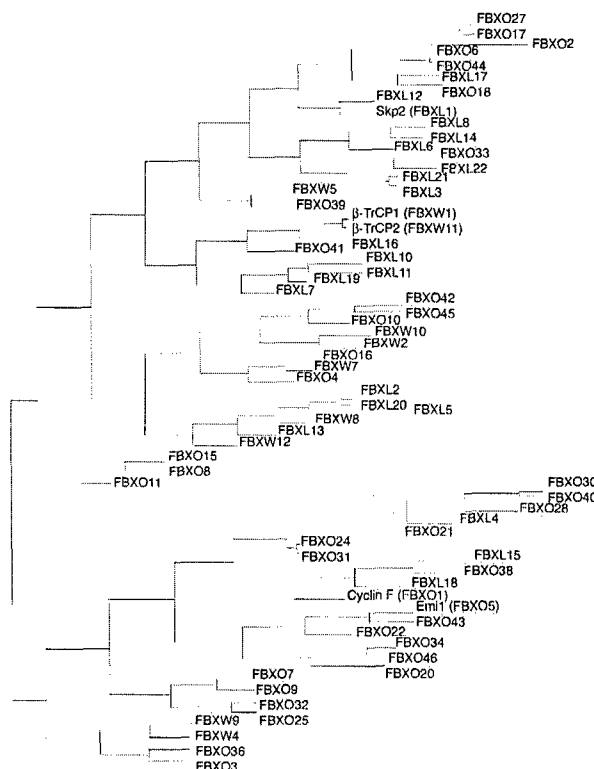 FBXO27
FBXO17
FBXO2
FBXO6
FBXO44
FBXL17
FBXO18
FBXL12
Skp2 (FBXL1)
FBXL8
FBXL14
FBXL6
FBXO33
FBXL22
FBXL21
FBXL3
FBXW5
FBXO39
β-TrCP1 (FBXW1)
β-TrCP2 (FBXW11)
FBXL16
FBXO41
FBXL10
FBXL11
FBXL19
FBXL7
FBXO42
FBXO45
FBXO10
FBXW10
FBXW2
FBXO16
FBXW7
FBXO4
FBXL2
FBXL20
FBXL5
FBXW8
FBXL13
FBXW12
FBXO15
FBXO8
FBXO11
FBXO30
FBXO40
FBXO28
FBXL4
FBXO21
FBXO24
FBXO31
FBXL15
FBXO38
FBXL18
Cyclin F (FBXO1)
Emi1 (FBXO5)
FBXO43
FBXO22
FBXO34
FBXO46
FBXO20
FBXO7
FBXO9
FBXO32
FBXO25
FBXW9
FBXW4
FBXO36
FBXO3